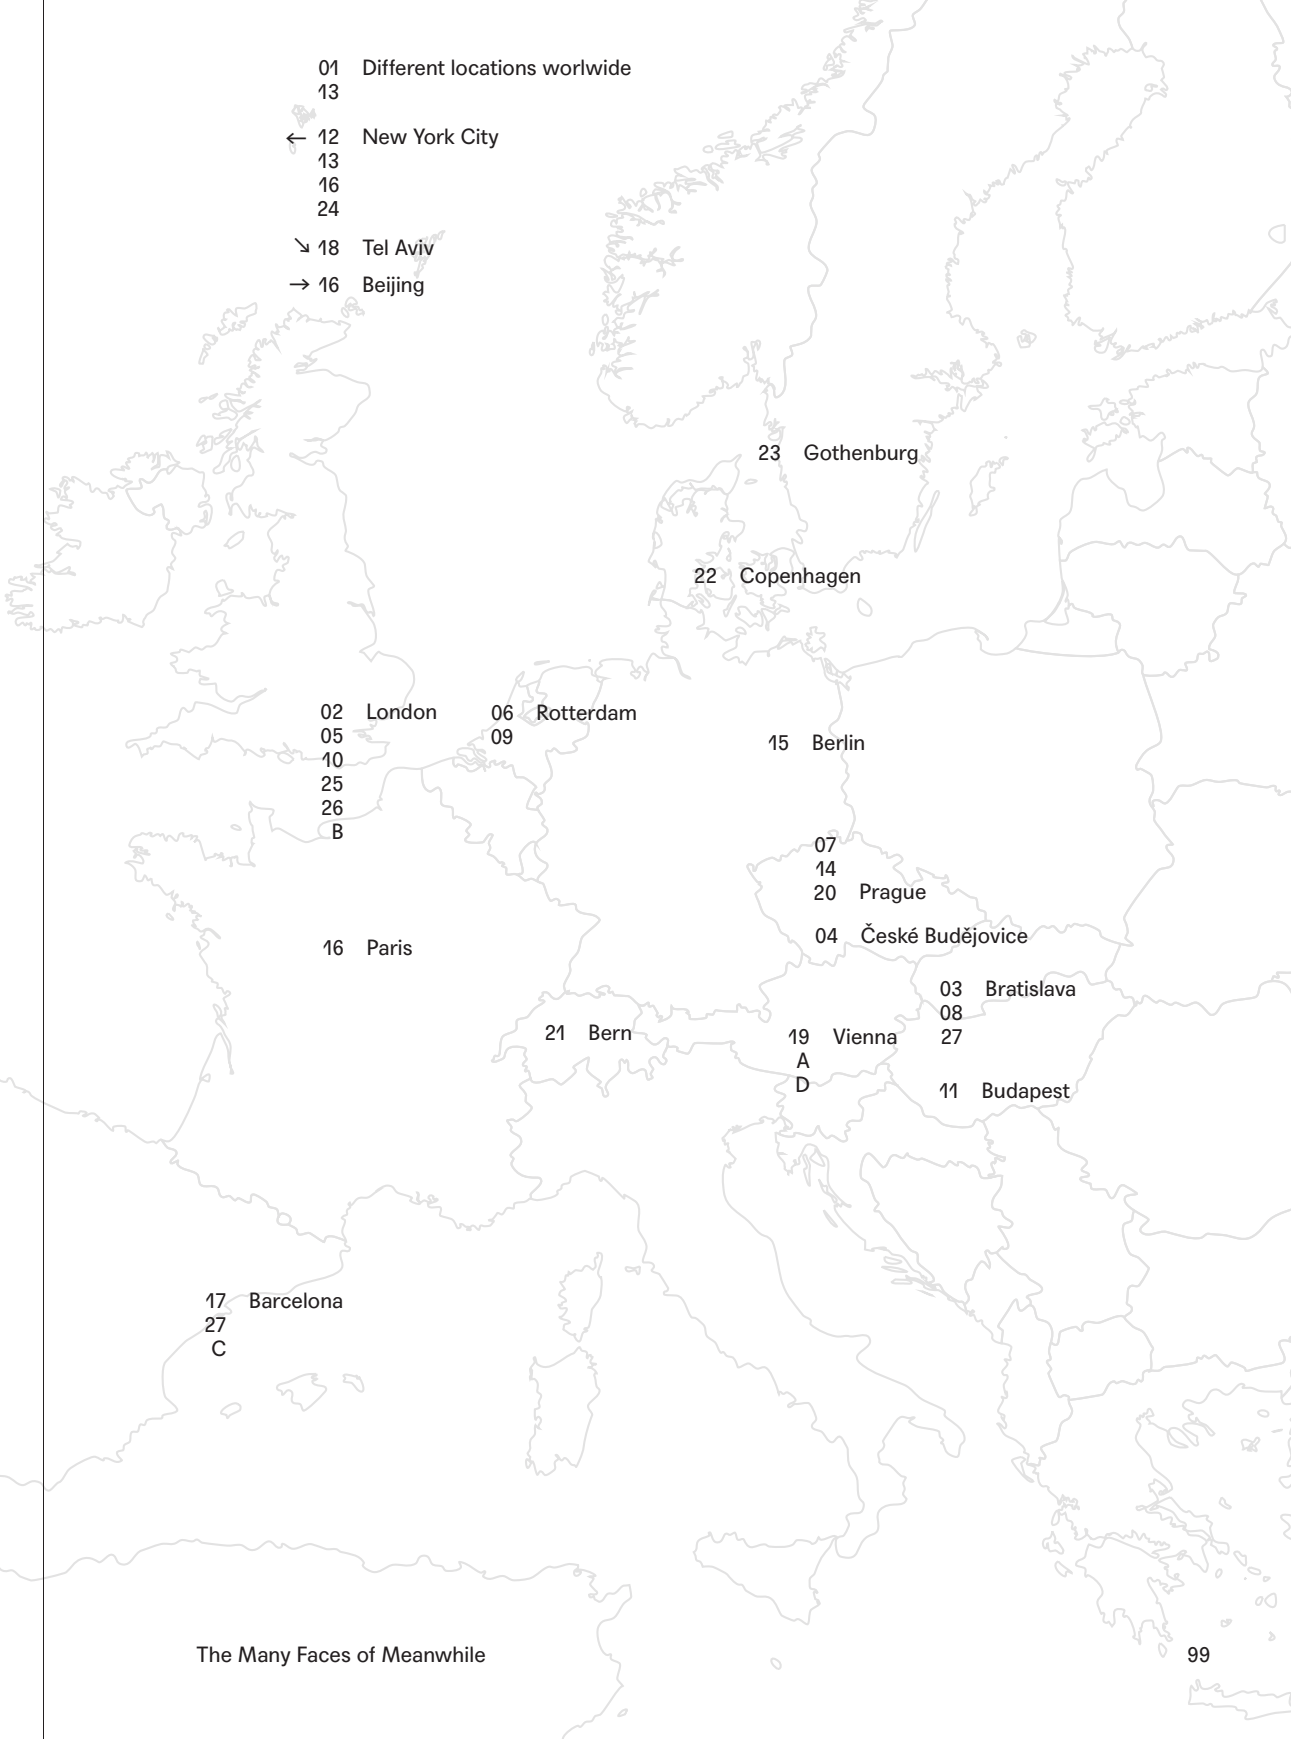 01 Different locations worlwide
13
← 12 New York City
13
16
24
↘ 18 Tel Aviv
→ 16 Beijing
23 Gothenburg
22 Copenhagen
02 London
05
10
25
26
B
06 Rotterdam
09
15 Berlin
07
14
20 Prague
04 České Budějovice
16 Paris
03 Bratislava
08
27
21 Bern
19 Vienna
A
D
11 Budapest
17 Barcelona
27
C
The Many Faces of Meanwhile
99